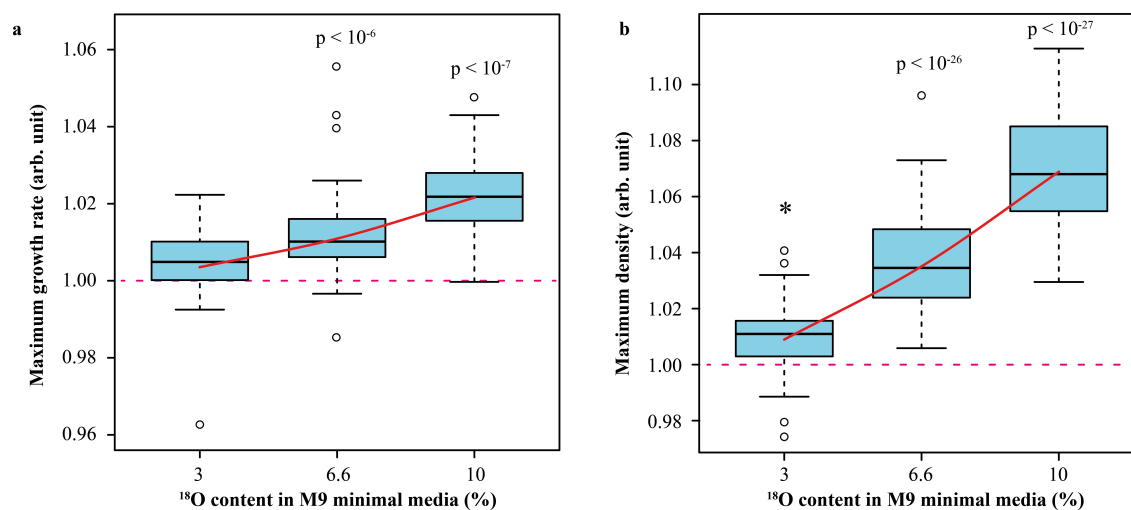 a
Maximum growth rate (arb. unit)
1.06
1.04
1.02
1.00
0.98
0.96
p < 10⁻⁶
p < 10⁻⁷
3
6.6
10
¹⁸O content in M9 minimal media (%)
b
Maximum density (arb. unit)
1.10
1.08
1.06
1.04
1.02
1.00
0.98
*
p < 10⁻²⁶
p < 10⁻²⁷
3
6.6
10
¹⁸O content in M9 minimal media (%)